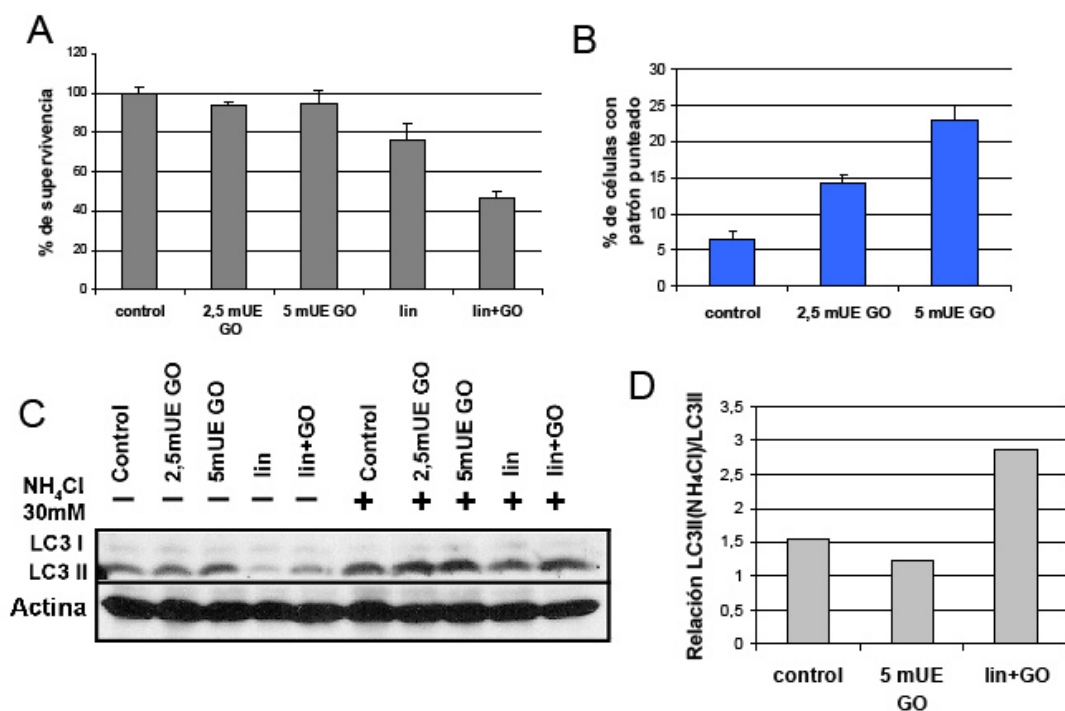 A
% de supervivencia
120
100
80
60
40
20
0
control
2,5 mUE
GO
5 mUE GO
lin
lin+GO
B
% de células con
patrón punteado
30
25
20
15
10
5
0
control
2,5 mUE GO
5 mUE GO
C
Control
2,5mUE GO
5mUE GO
lin
lin+GO
Control
2,5mUE GO
5mUE GO
lin
lin+GO
NH4Cl
30mM
− − − − − + + + + +
LC3 I
LC3 II
Actina
D
Relación LC3II(NH4Cl)/LC3II
3,5
3
2,5
2
1,5
1
0,5
0
control
5 mUE
GO
lin+GO